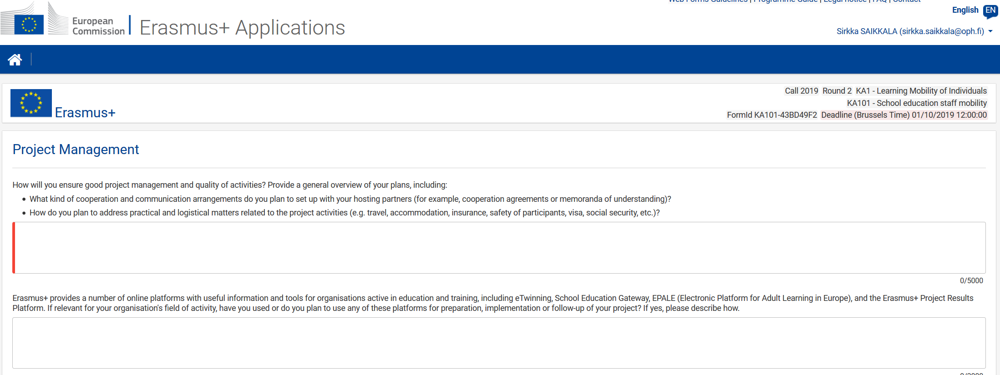 Web Forms Guidelines | Programme Guide | Legal notice | FAQ | Contact
English EN
European
Commission
Erasmus+ Applications
Sirkka SAIKKALA (sirkka.saikkala@oph.fi)
Call 2019 Round 2 KA1 - Learning Mobility of Individuals
KA101 - School education staff mobility
Erasmus+
FormId KA101-43BD49F2 Deadline (Brussels Time) 01/10/2019 12:00:00
Project Management
How will you ensure good project management and quality of activities? Provide a general overview of your plans, including:
• What kind of cooperation and communication arrangements do you plan to set up with your hosting partners (for example, cooperation agreements or memoranda of understanding)?
• How do you plan to address practical and logistical matters related to the project activities (e.g. travel, accommodation, insurance, safety of participants, visa, social security, etc.)?
0/5000
Erasmus+ provides a number of online platforms with useful information and tools for organisations active in education and training, including eTwinning, School Education Gateway, EPALE (Electronic Platform for Adult Learning in Europe), and the Erasmus+ Project Results
Platform. If relevant for your organisation's field of activity, have you used or do you plan to use any of these platforms for preparation, implementation or follow-up of your project? If yes, please describe how.